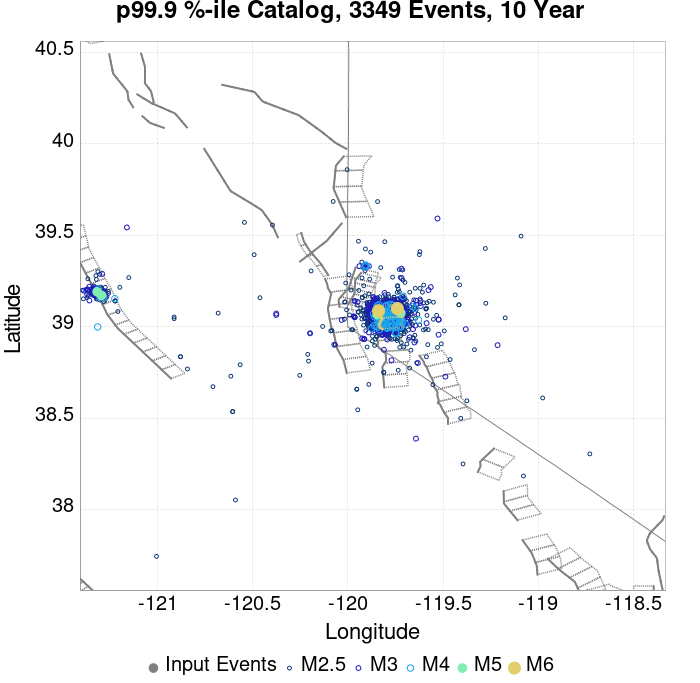 p99.9 %-ile Catalog, 3349 Events, 10 Year
40.5
40
39.5
39
38.5
38
Latitude
-121
-120.5
-120
-119.5
-119
-118.5
Longitude
Input Events
M2.5
M3
M4
M5
M6